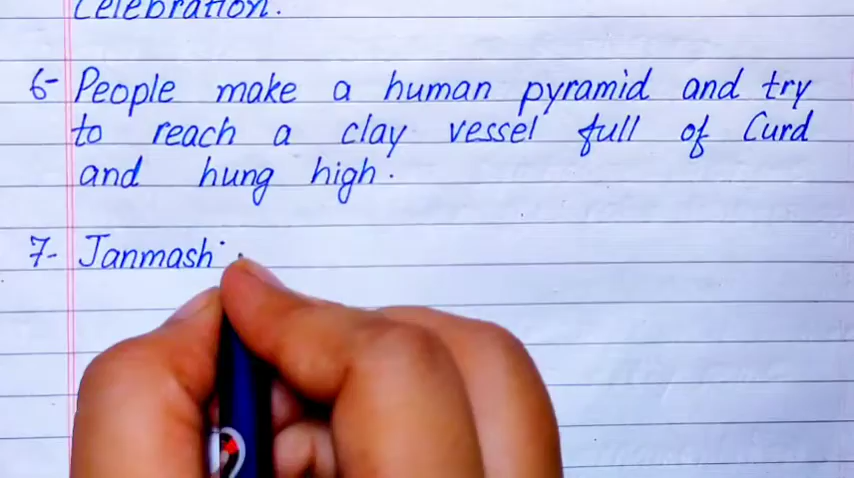 Celebration.
6- People make a human pyramid and try
to reach a clay vessel full of Curd
and hung high.
7- Janmash